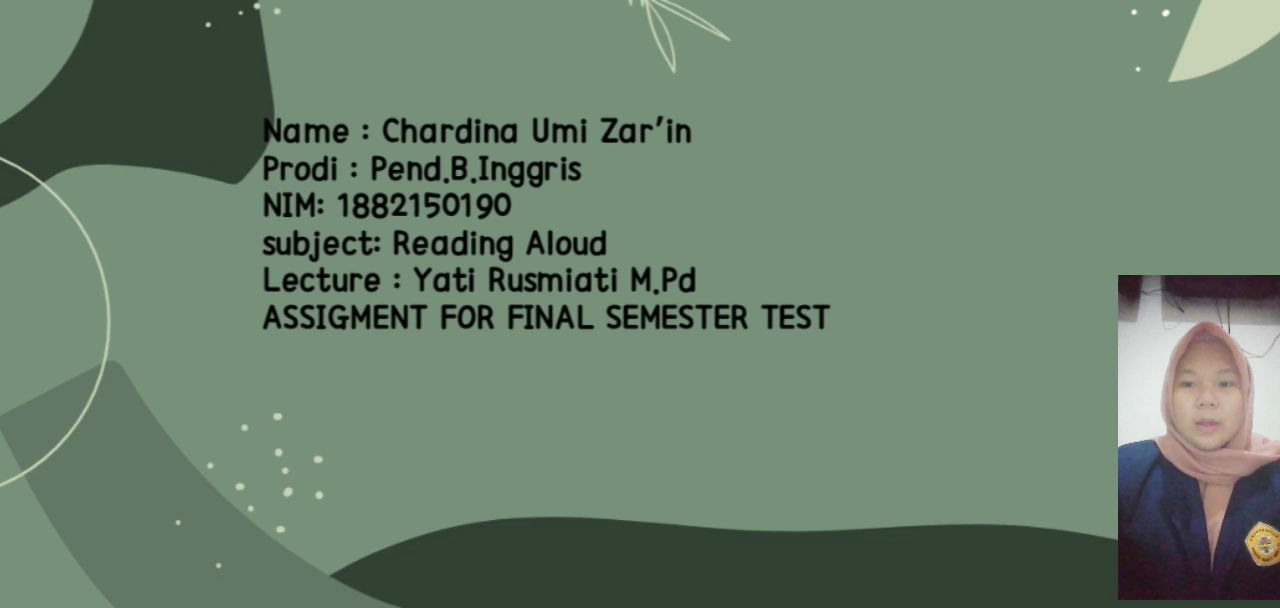 Name : Chardina Umi Zar'in
Prodi : Pend.B.Inggris
NIM: 1882150190
subject: Reading Aloud
Lecture : Yati Rusmiati M.Pd
ASSIGMENT FOR FINAL SEMESTER TEST